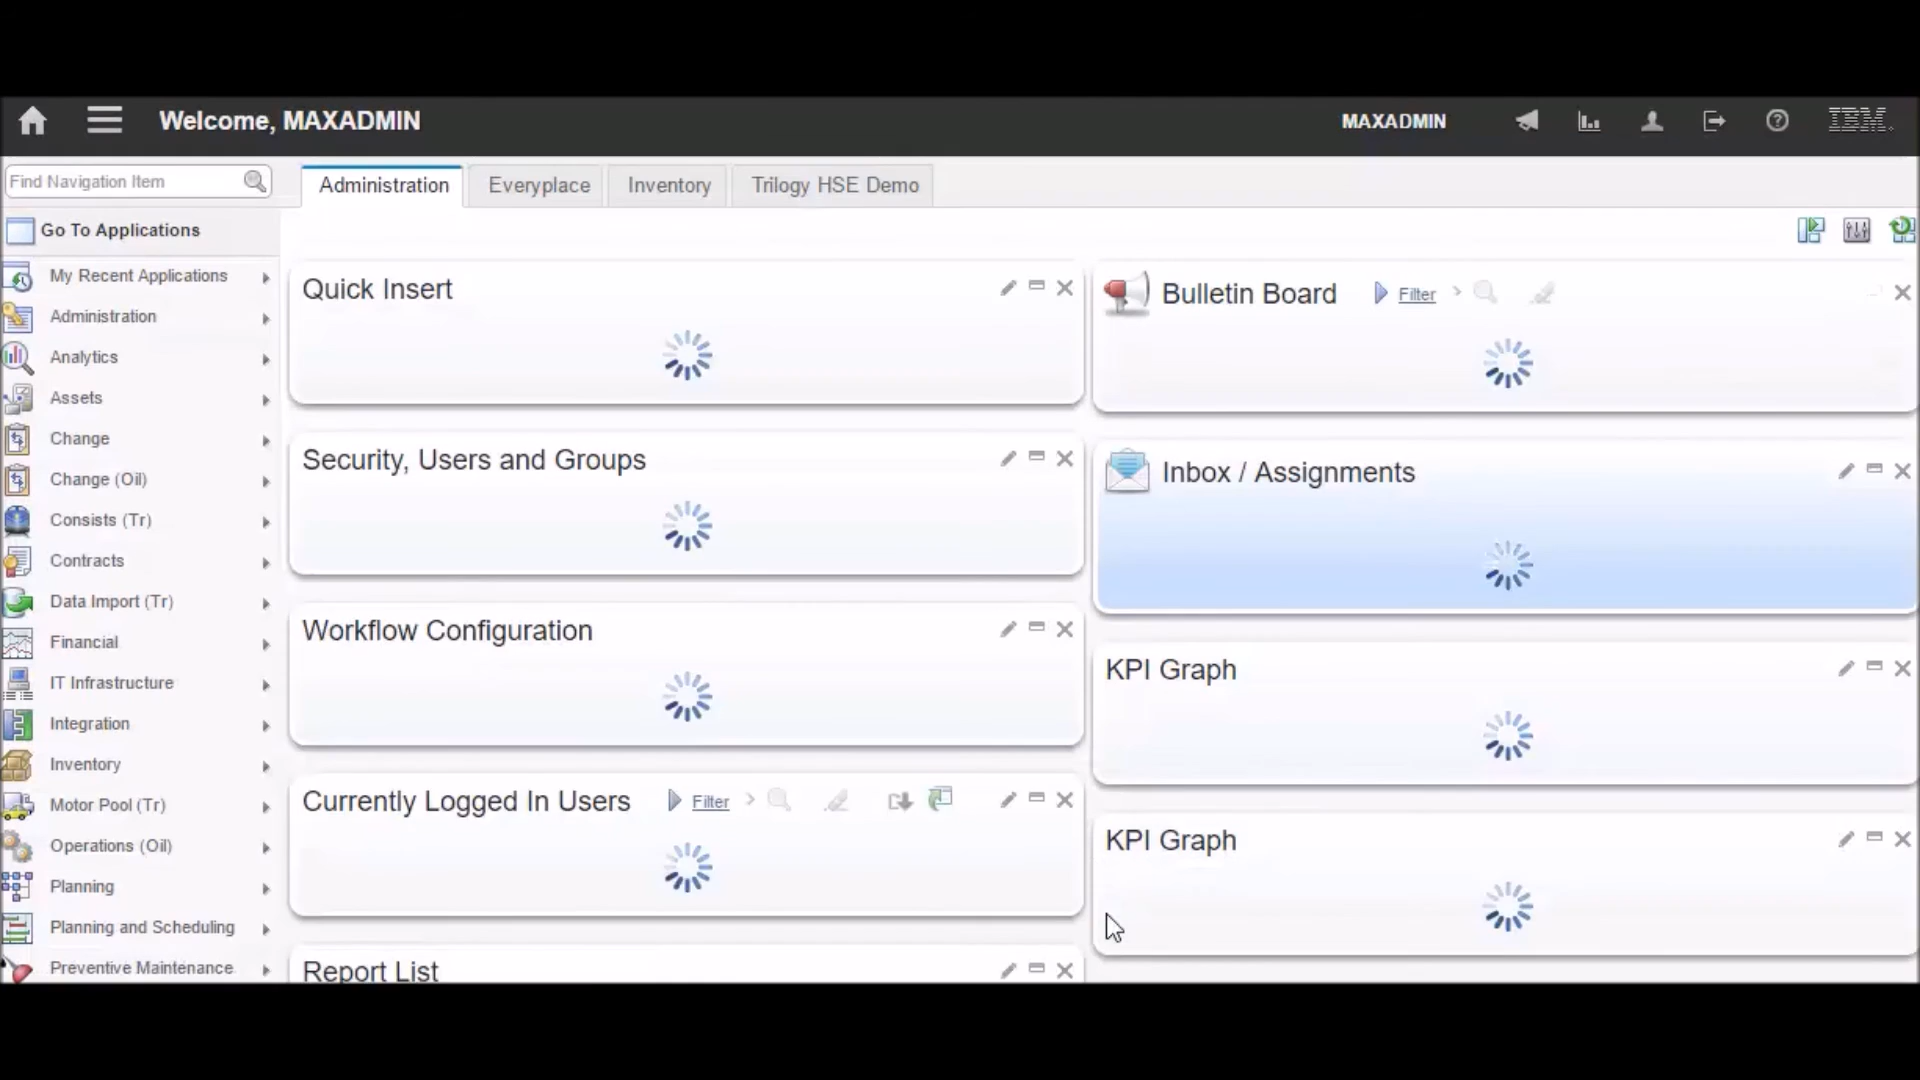 Welcome, MAXADMIN
MAXADMIN
IBM.
Find Navigation Item
Administration
Everyplace
Inventory
Trilogy HSE Demo
Go To Applications
My Recent Applications
Administration
Analytics
Assets
Change
Change (Oil)
Consists (Tr)
Contracts
Data Import (Tr)
Financial
IT Infrastructure
Integration
Inventory
Motor Pool (Tr)
Operations (Oil)
Planning
Planning and Scheduling
Preventive Maintenance
Quick Insert
Security, Users and Groups
Workflow Configuration
Currently Logged In Users
Filter
Report List
Bulletin Board
Filter
Inbox / Assignments
KPI Graph
KPI Graph